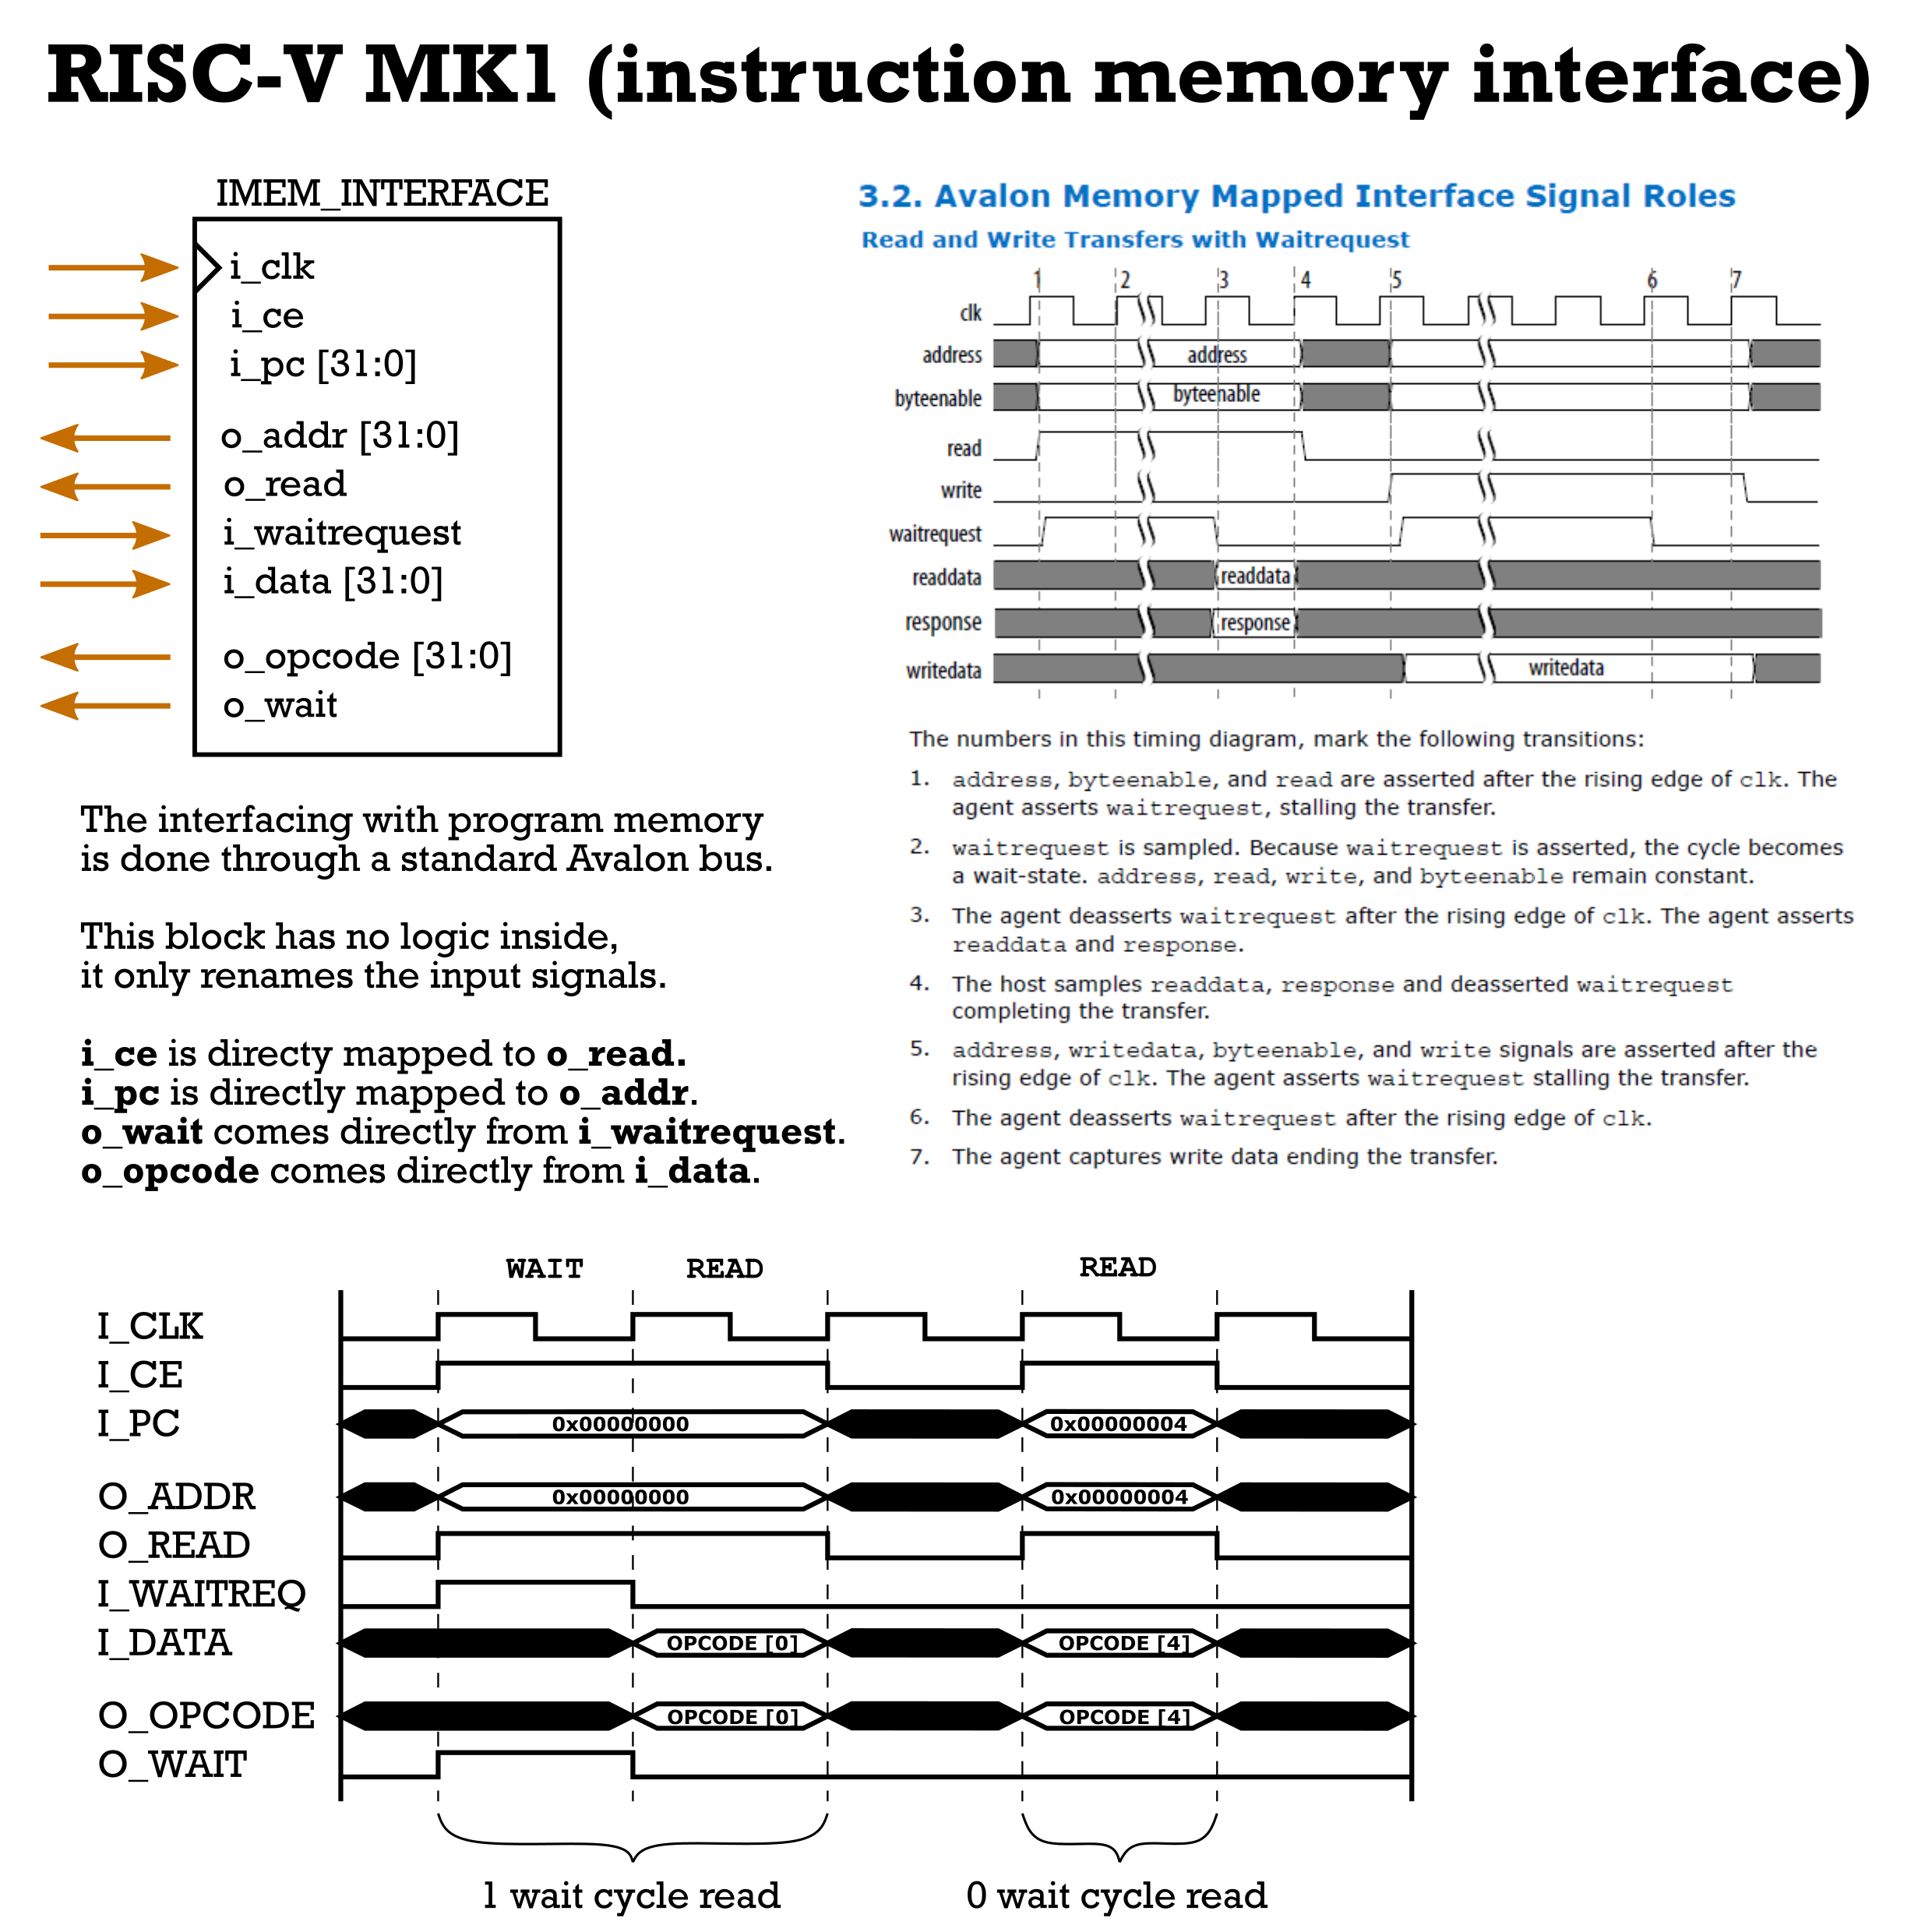 RISC-V MK1 (instruction memory interface)
IMEM_INTERFACE
i_clk
i_ce
i_pc [31:0]
o_addr [31:0]
o_read
i_waitrequest
i_data [31:0]
o_opcode [31:0]
o_wait
The interfacing with program memory
is done through a standard Avalon bus.
This block has no logic inside,
it only renames the input signals.
i_ce is directy mapped to o_read.
i_pc is directly mapped to o_addr.
o_wait comes directly from i_waitrequest.
o_opcode comes directly from i_data.
3.2. Avalon Memory Mapped Interface Signal Roles
Read and Write Transfers with Waitrequest
1 2 3 4 5 6 7
clk
address address
byteenable byteenable
read
write
waitrequest
readdata readdata
response response
writedata writedata
The numbers in this timing diagram, mark the following transitions:
1. address, byteenable, and read are asserted after the rising edge of clk. The
agent asserts waitrequest, stalling the transfer.
2. waitrequest is sampled. Because waitrequest is asserted, the cycle becomes
a wait-state. address, read, write, and byteenable remain constant.
3. The agent deasserts waitrequest after the rising edge of clk. The agent asserts
readdata and response.
4. The host samples readdata, response and deasserted waitrequest
completing the transfer.
5. address, writedata, byteenable, and write signals are asserted after the
rising edge of clk. The agent asserts waitrequest stalling the transfer.
6. The agent deasserts waitrequest after the rising edge of clk.
7. The agent captures write data ending the transfer.
WAIT READ READ
I_CLK
I_CE
I_PC 0x00000000 0x00000004
O_ADDR 0x00000000 0x00000004
O_READ
I_WAITREQ
I_DATA OPCODE [0] OPCODE [4]
O_OPCODE OPCODE [0] OPCODE [4]
O_WAIT
1 wait cycle read 0 wait cycle read